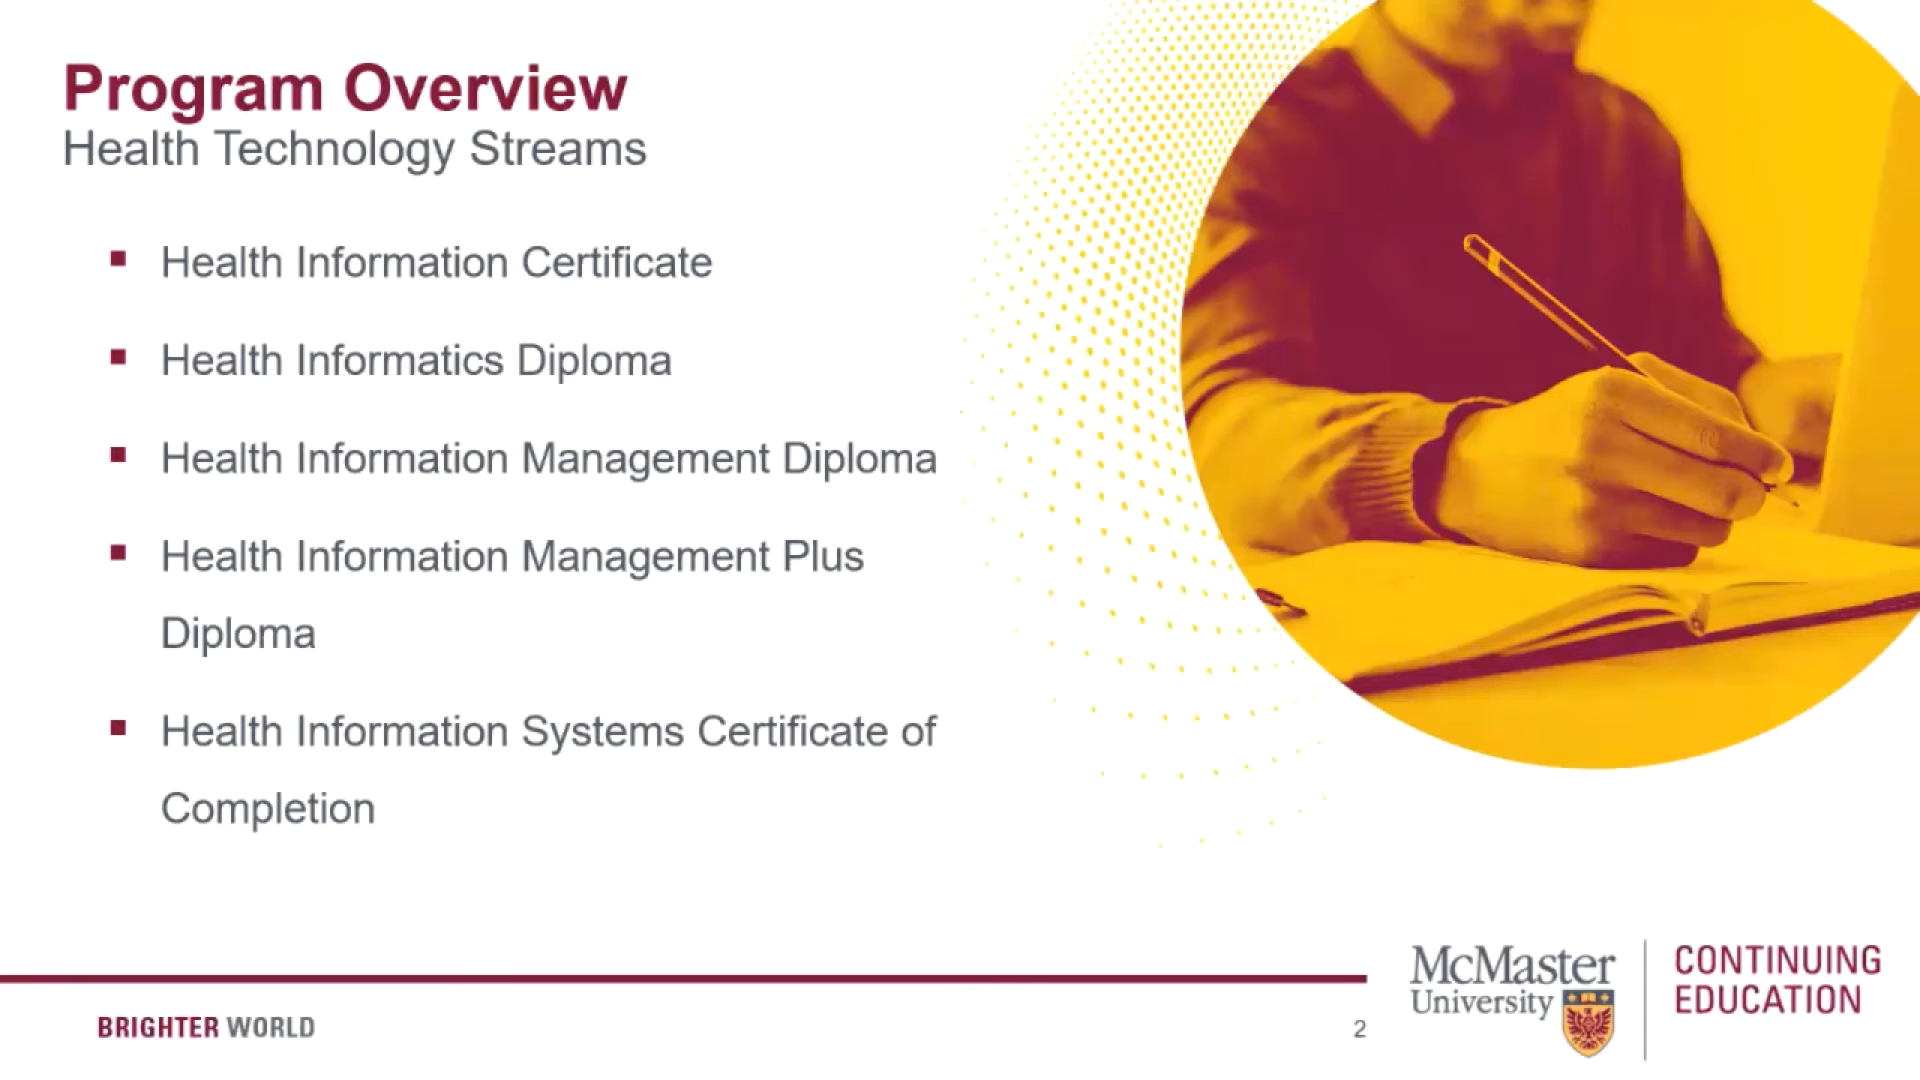 Program Overview
Health Technology Streams
Health Information Certificate
Health Informatics Diploma
Health Information Management Diploma
Health Information Management Plus
Diploma
Health Information Systems Certificate of
Completion
BRIGHTER WORLD
2
McMaster
University
CONTINUING
EDUCATION